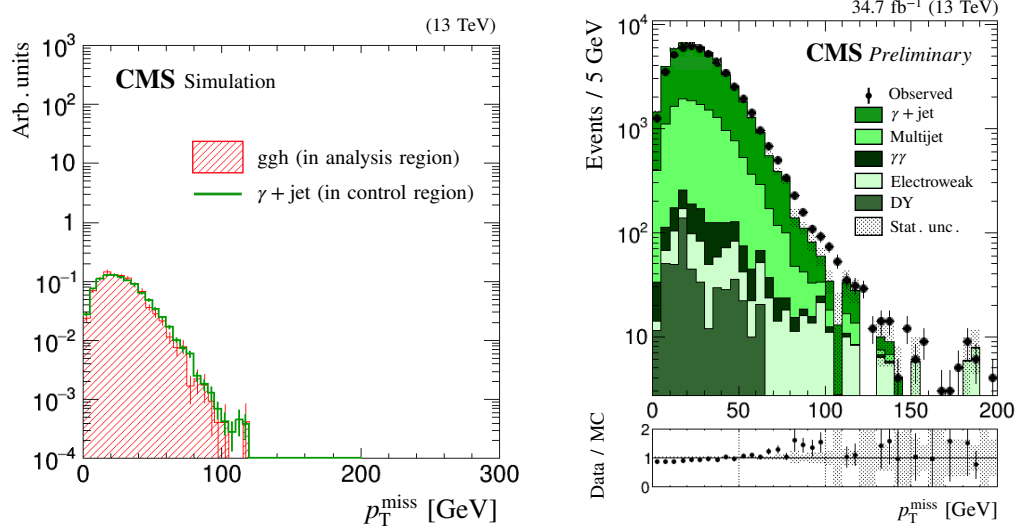 (13 TeV)
CMS Simulation
Arb. units
10³
10²
10
1
10⁻¹
10⁻²
10⁻³
10⁻⁴
ggh (in analysis region)
γ + jet (in control region)
0 100 200 300
p_T^miss [GeV]
34.7 fb⁻¹ (13 TeV)
CMS Preliminary
Events / 5 GeV
10⁴
10³
10²
10
Observed
γ + jet
Multijet
γγ
Electroweak
DY
Stat. unc.
0 50 100 150 200
Data / MC
2
1
0
p_T^miss [GeV]